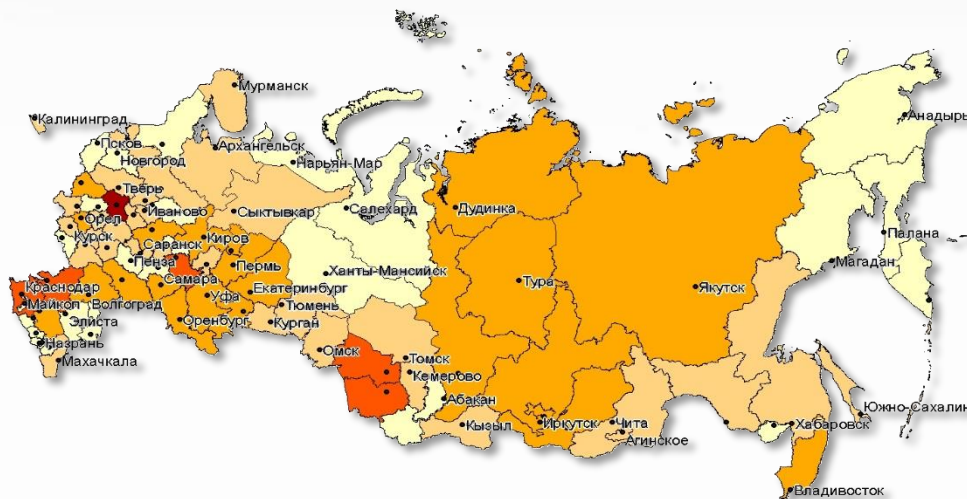 Мурманск
Калининград
Анадырь
Псков
Архангельск
Новгород
Нарьян-Мар
Тверь
Дудинка
Иваново
Сыктывкар
Салехард
Орел
Палана
Курск
Киров
Саранск
Магадан
Пенза
Пермь
Ханты-Мансийск
Тура
Якутск
Самара
Краснодар
Екатеринбург
Уфа
Майкоп
Волгоград
Тюмень
Элиста
Оренбург
Курган
Назрань
Омск
Томск
Махачкала
Кемерово
Абакан
Южно-Сахалин
Кызыл
Иркутск
Чита
Хабаровск
Агинское
Владивосток